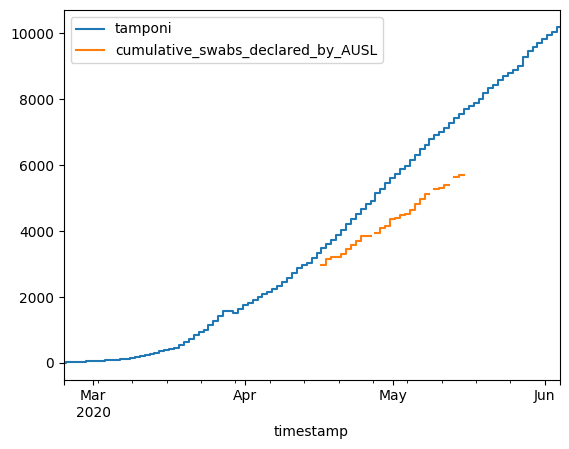 tamponi
cumulative_swabs_declared_by_AUSL
10000
8000
6000
4000
2000
0
Mar
2020
Apr
May
Jun
timestamp